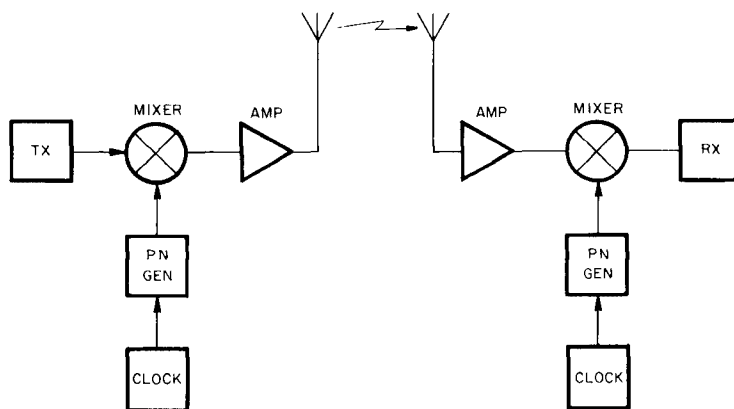 MIXER
AMP
AMP
MIXER
TX
RX
PN
GEN
PN
GEN
CLOCK
CLOCK